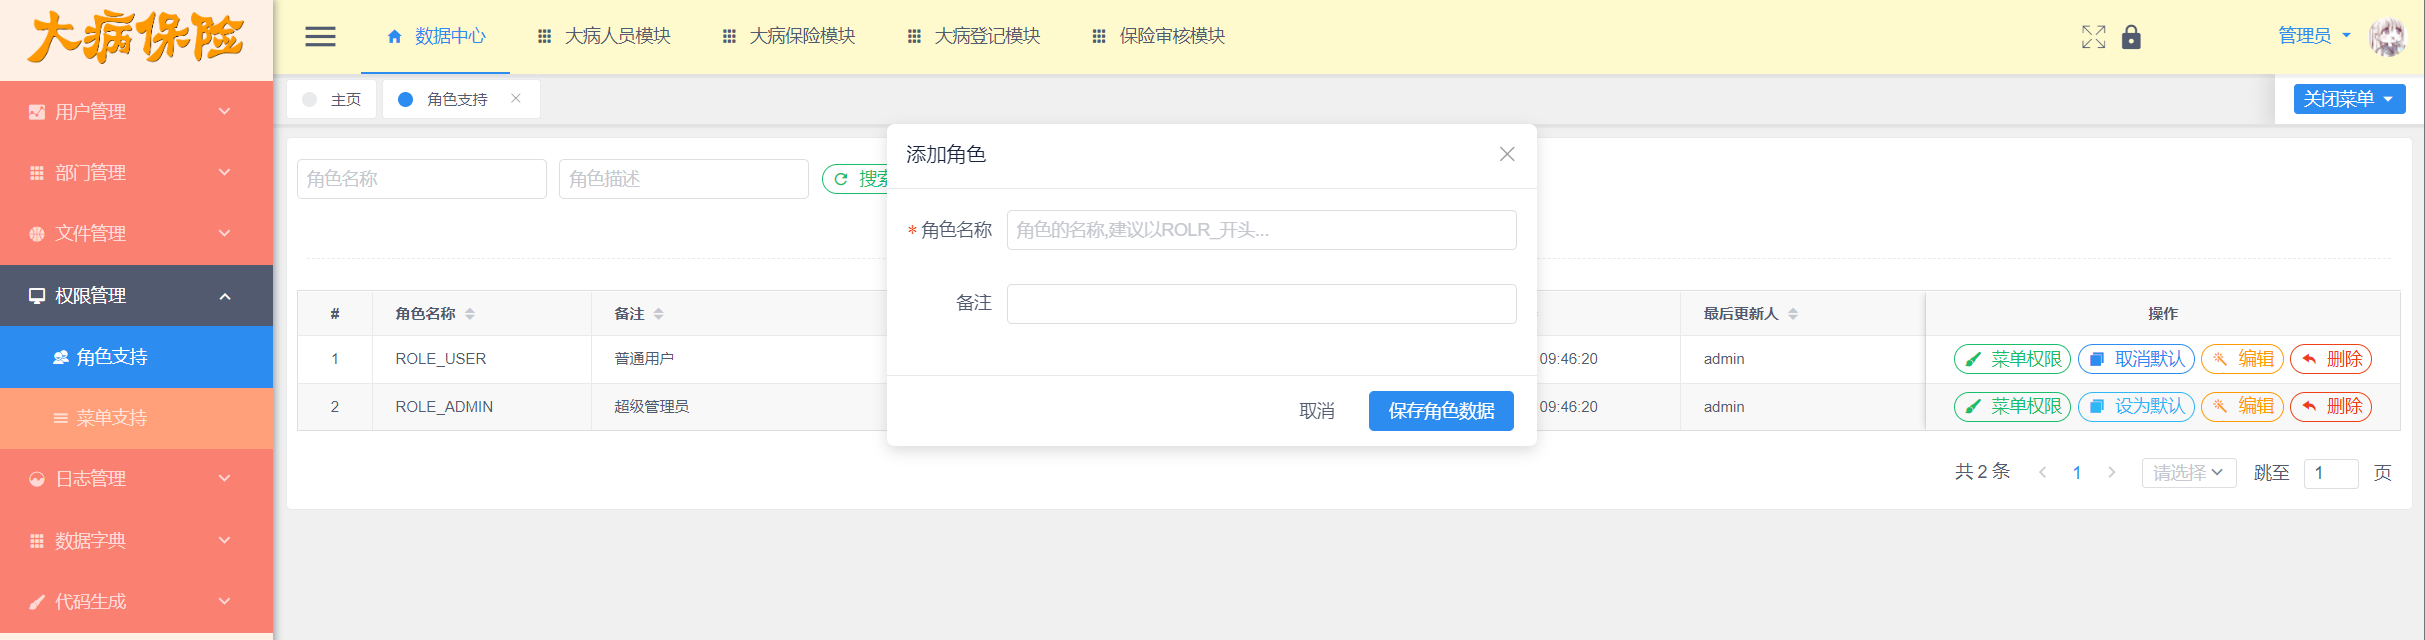 大病保险
数据中心
大病人员模块
大病保险模块
大病登记模块
保险审核模块
管理员
用户管理
部门管理
文件管理
权限管理
角色支持
菜单支持
日志管理
数据字典
代码生成
主页
角色支持
关闭菜单
角色名称
角色描述
搜索
# 角色名称 备注 最后更新人 操作
1 ROLE_USER 普通用户 09:46:20 admin 菜单权限 取消默认 编辑 删除
2 ROLE_ADMIN 超级管理员 09:46:20 admin 菜单权限 设为默认 编辑 删除
共 2 条 1 请选择 跳至 1 页
添加角色
*角色名称 角色的名称,建议以ROLR_开头...
备注
取消 保存角色数据